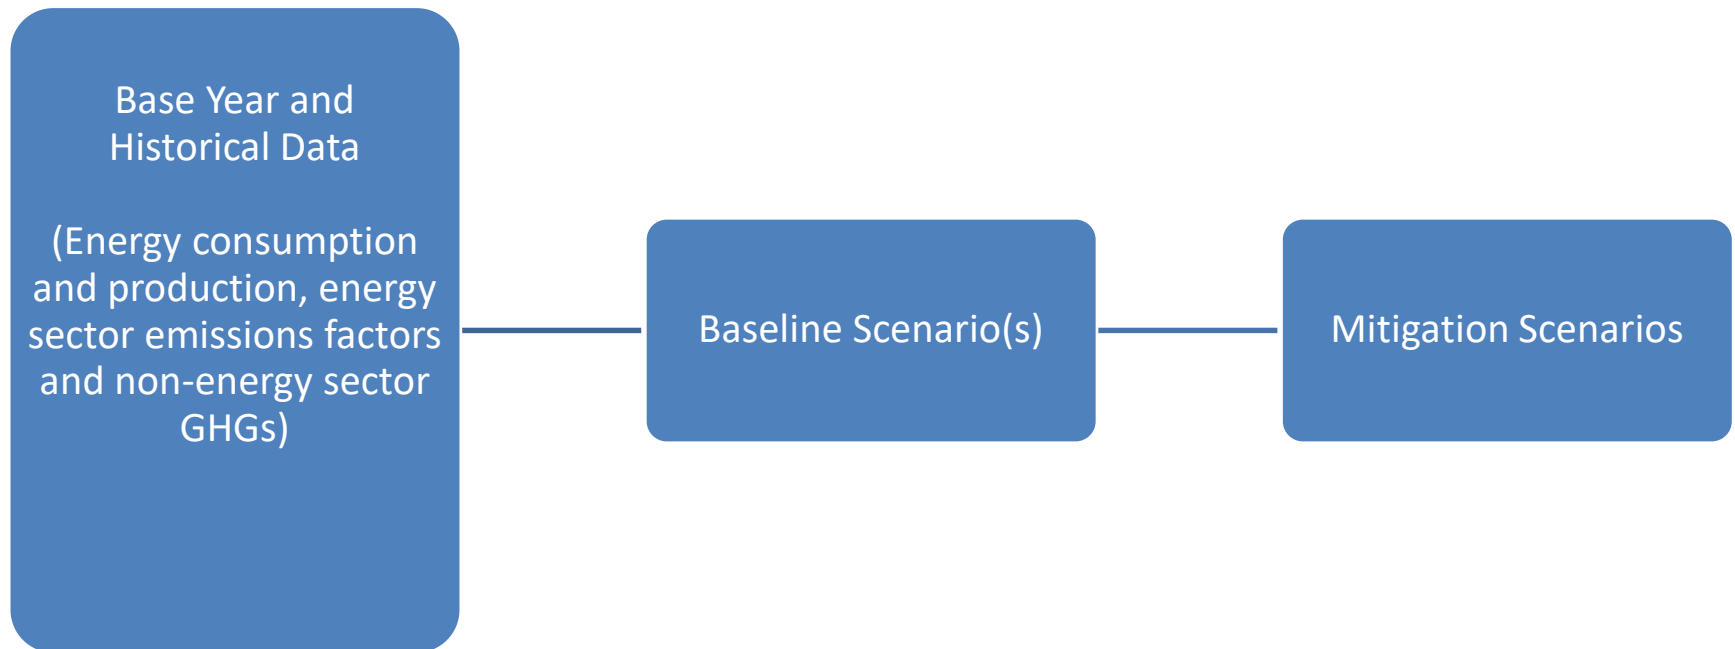 Base Year and
Historical Data
(Energy consumption
and production, energy
sector emissions factors
and non-energy sector
GHGs)
Baseline Scenario(s)
Mitigation Scenarios